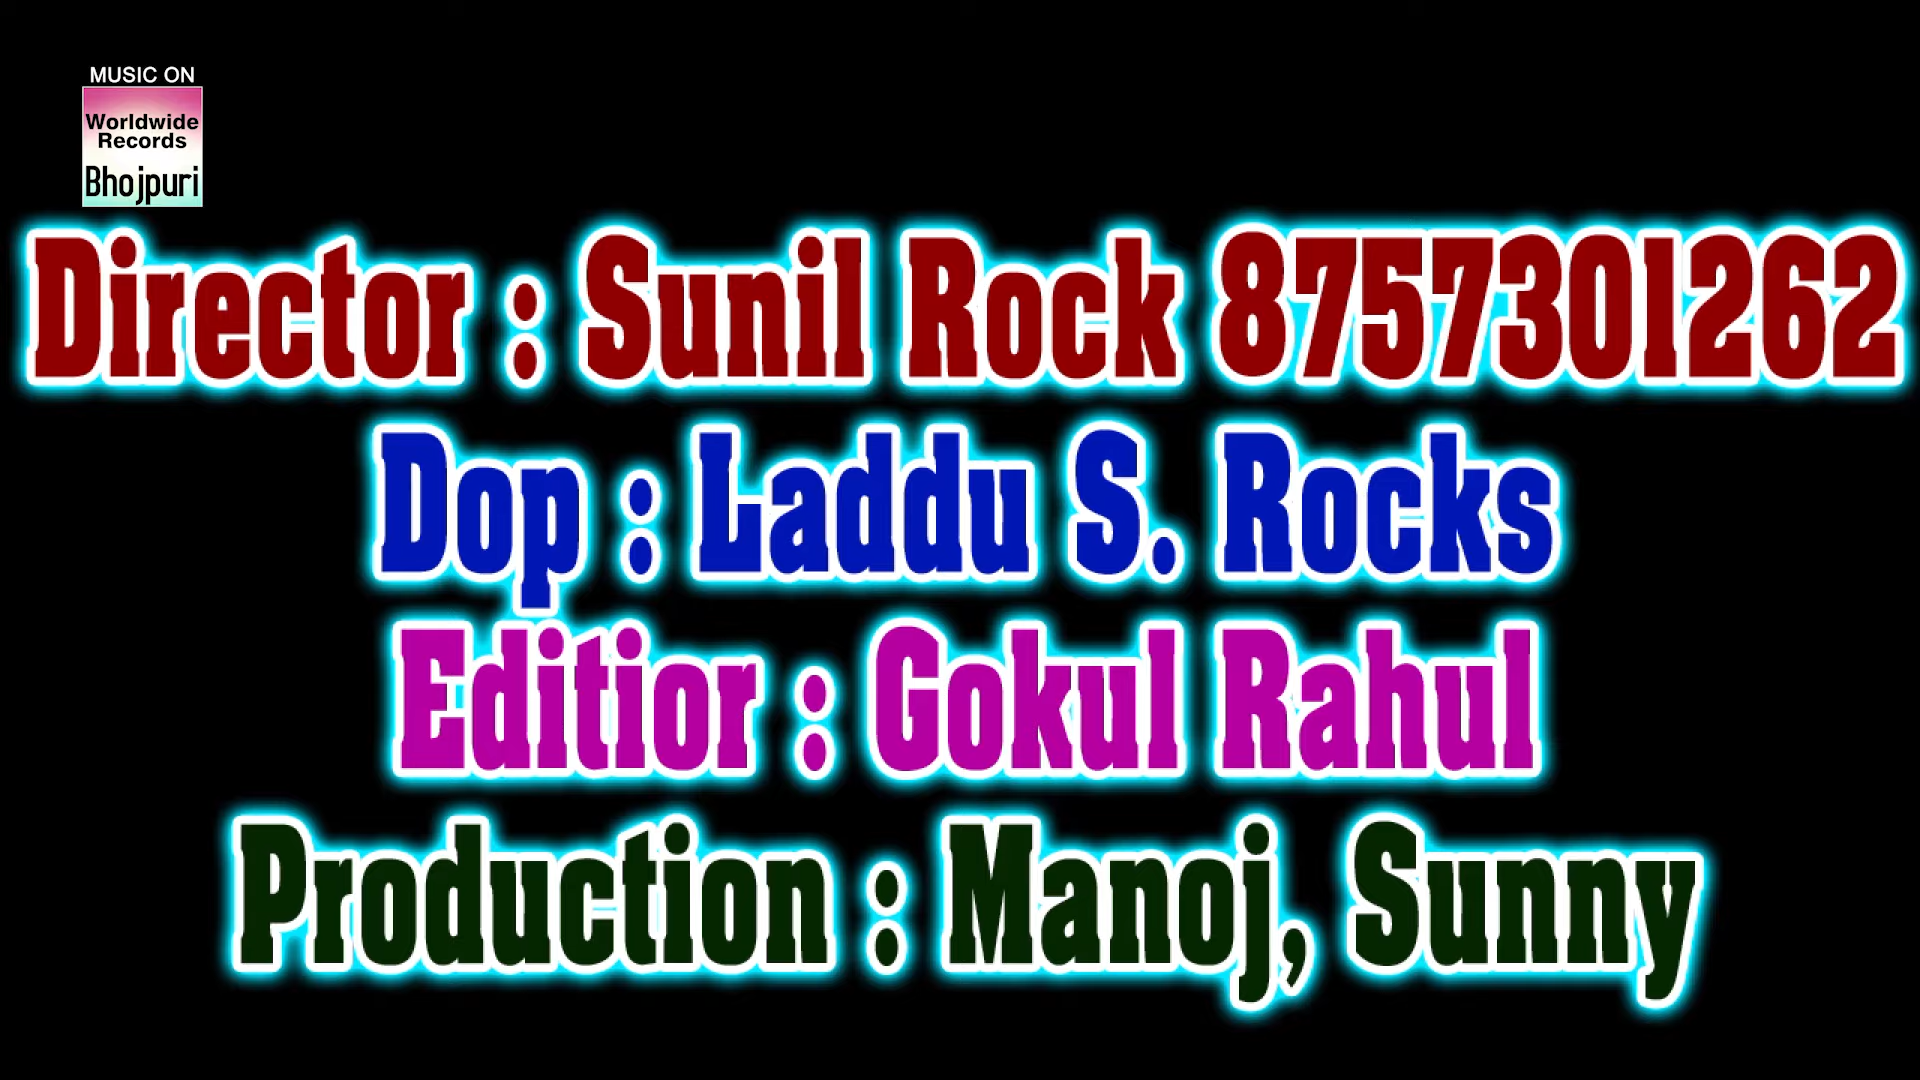 MUSIC ON
Worldwide
Records
Bhojpuri
Director : Sunil Rock 8757301262
Dop : Laddu S. Rocks
Editior : Gokul Rahul
Production : Manoj, Sunny